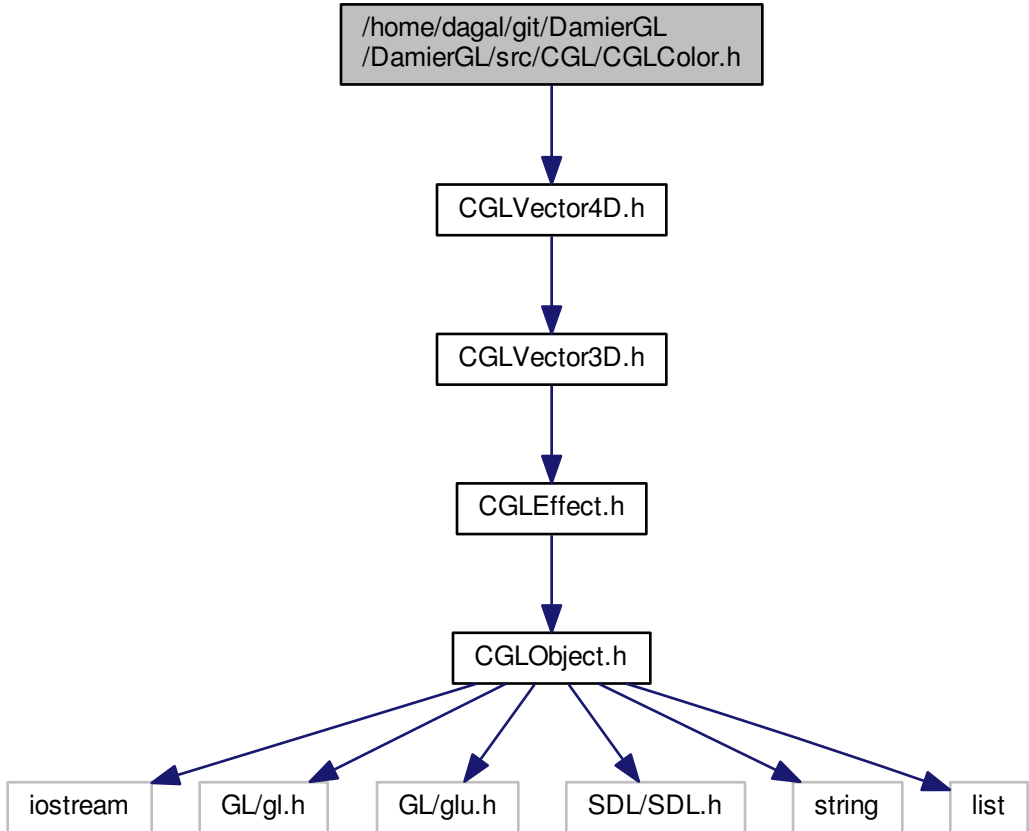 /home/dagal/git/DamierGL
/DamierGL/src/CGL/CGLColor.h
CGLVector4D.h
CGLVector3D.h
CGLEffect.h
CGLObject.h
iostream
GL/gl.h
GL/glu.h
SDL/SDL.h
string
list